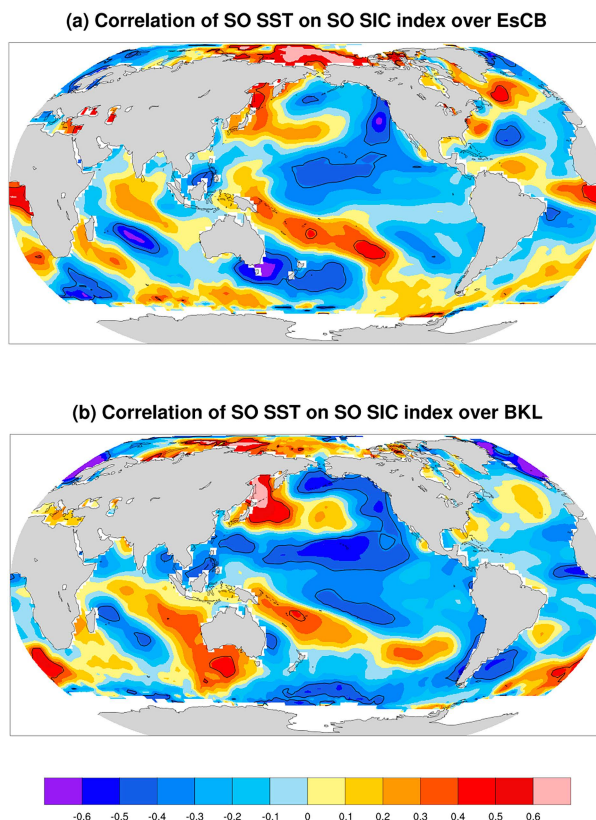 (a) Correlation of SO SST on SO SIC index over EsCB
(b) Correlation of SO SST on SO SIC index over BKL
-0.6 -0.5 -0.4 -0.3 -0.2 -0.1 0 0.1 0.2 0.3 0.4 0.5 0.6